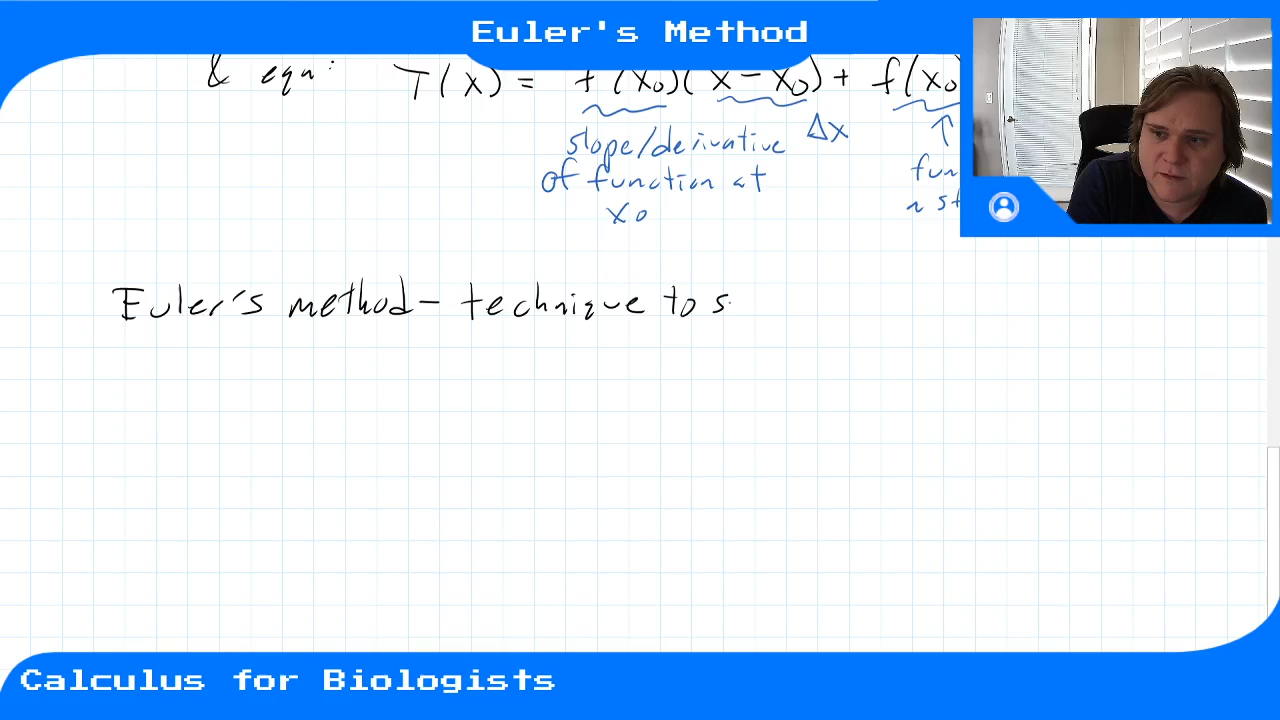 Euler's Method
& eqn: T(x) = f'(x₀)(x-x₀) + f(x₀)
slope/derivative Δx
of function at
x₀
Euler's method- technique to s
Calculus for Biologists